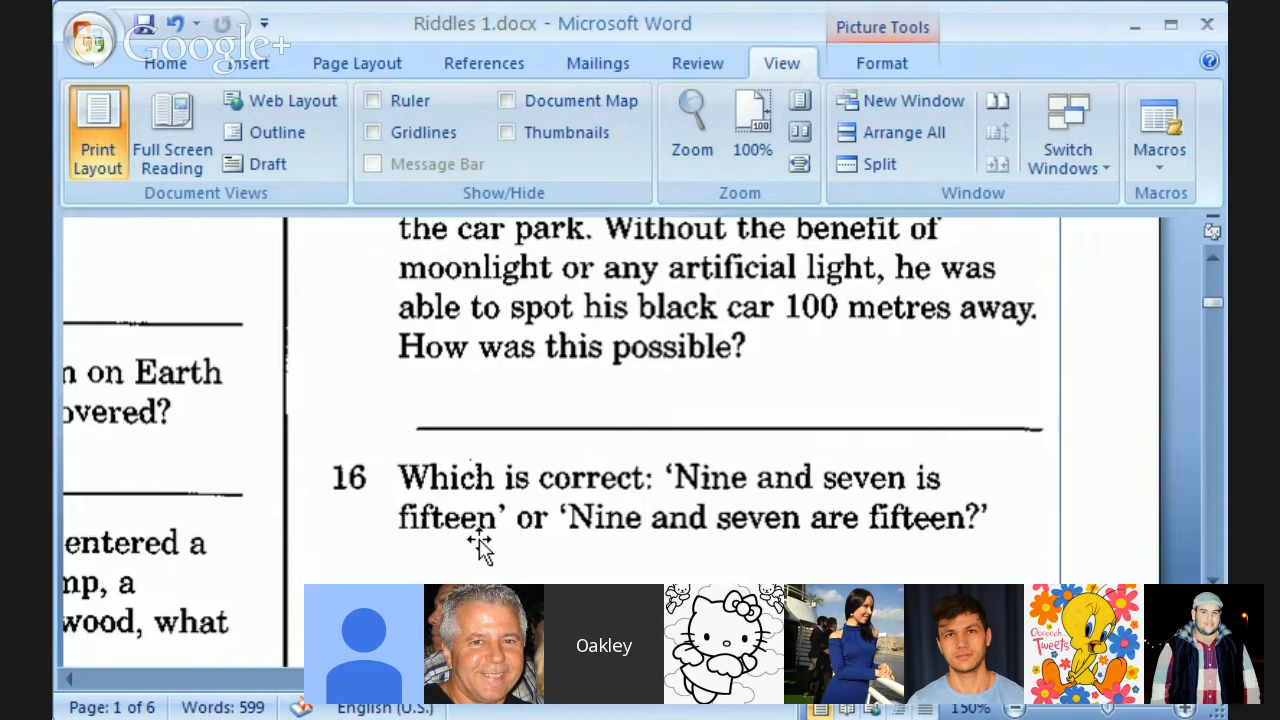 Riddles 1.docx - Microsoft Word
Picture Tools
Google+
Home
Insert
Page Layout
References
Mailings
Review
View
Format
Print
Layout
Full Screen
Reading
Web Layout
Outline
Draft
Document Views
Ruler
Gridlines
Message Bar
Document Map
Thumbnails
Show/Hide
Zoom
100
100%
Zoom
New Window
Arrange All
Split
Switch
Windows
Window
Macros
Macros
n on Earth
overed?
entered a
mp, a
wood, what
the car park. Without the benefit of
moonlight or any artificial light, he was
able to spot his black car 100 metres away.
How was this possible?
16 Which is correct: ‘Nine and seven is
fifteen’ or ‘Nine and seven are fifteen?’
Oakley
Oooooh..
Tweets
Page: 1 of 6
Words: 599
English (U.S.)
150%